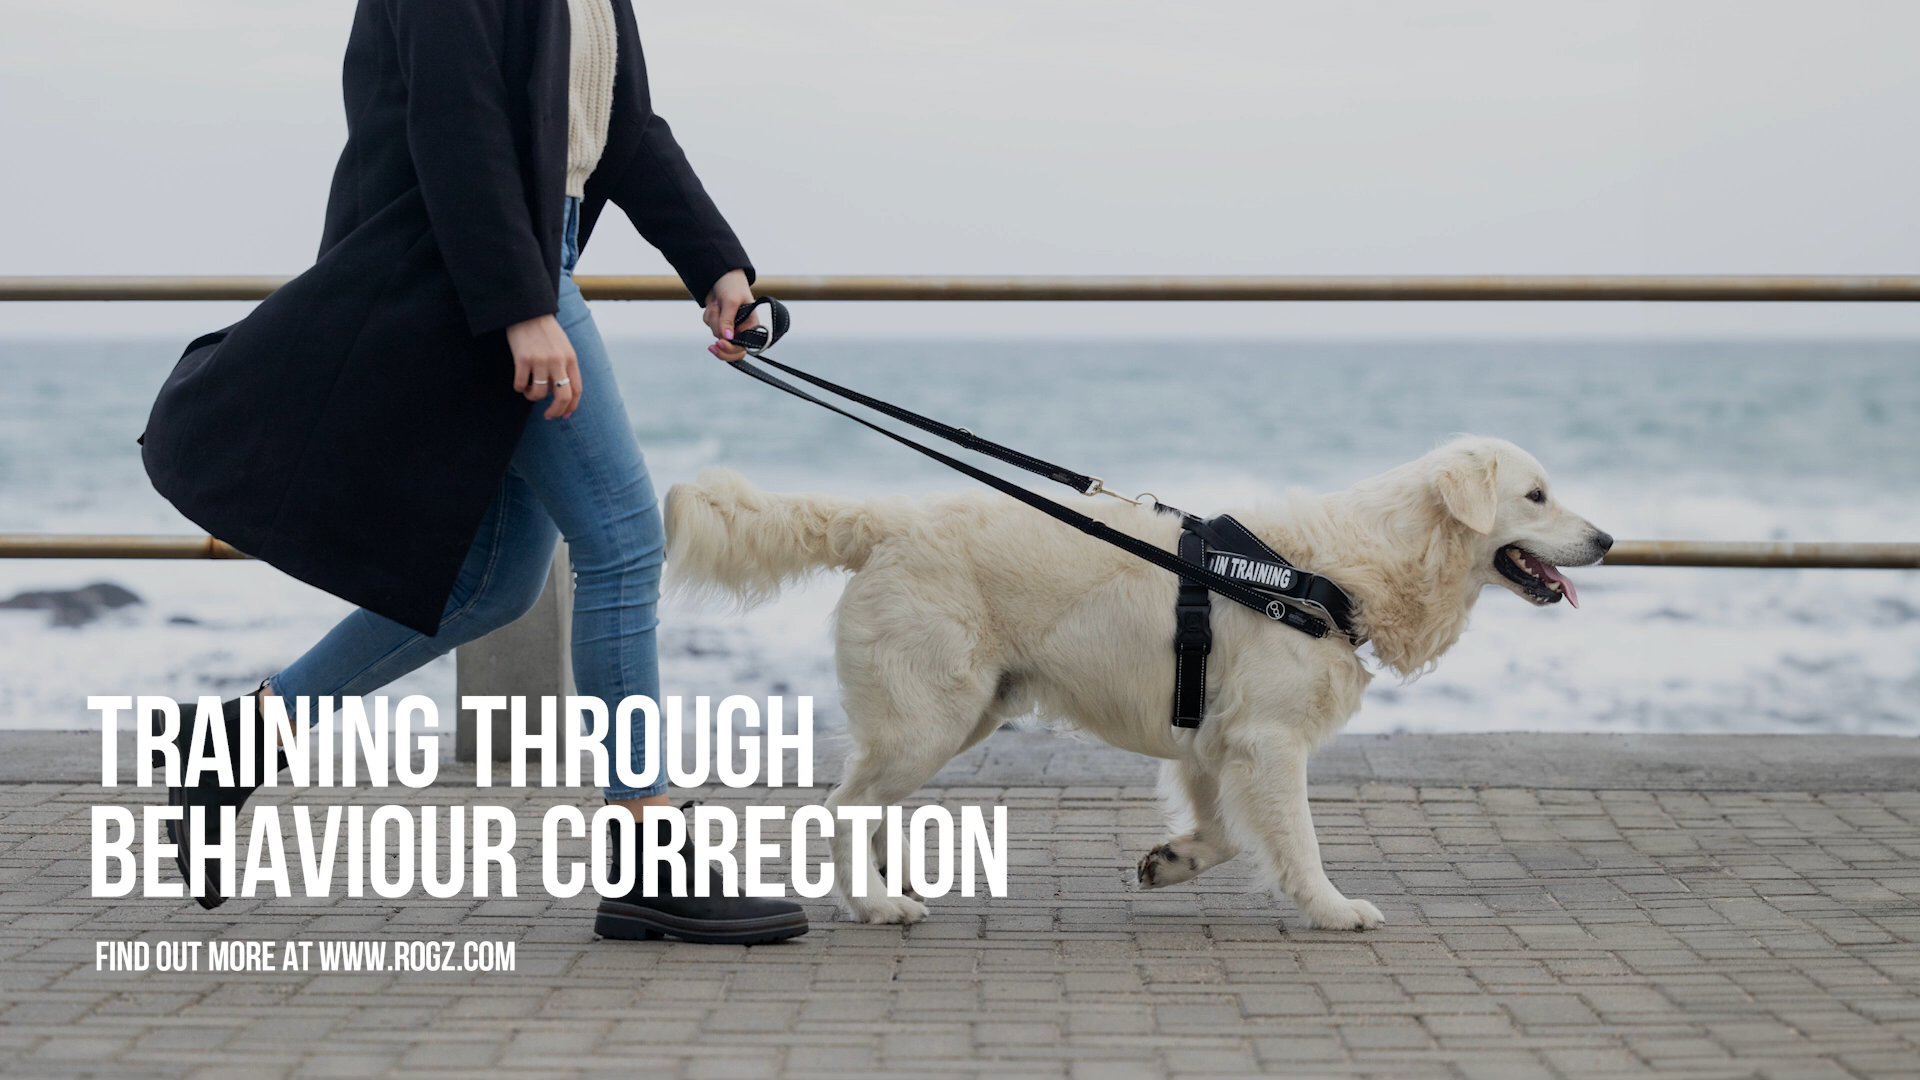 IN TRAINING
TRAINING THROUGH
BEHAVIOUR CORRECTION
FIND OUT MORE AT WWW.ROGZ.COM